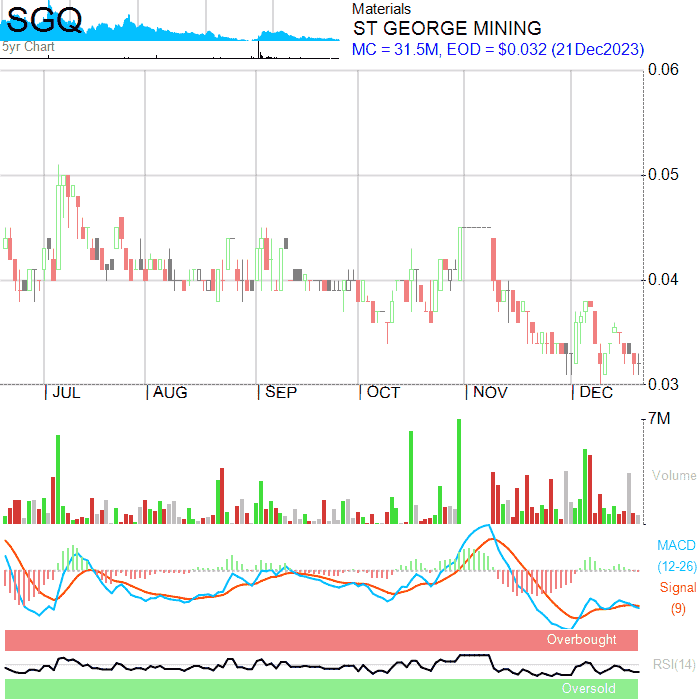 SGQ
5yr Chart
Materials
ST GEORGE MINING
MC = 31.5M, EOD = $0.032 (21Dec2023)
0.06
0.05
0.04
0.03
JUL AUG SEP OCT NOV DEC
7M
Volume
MACD
(12-26)
Signal
(9)
Overbought
RSI(14)
Oversold